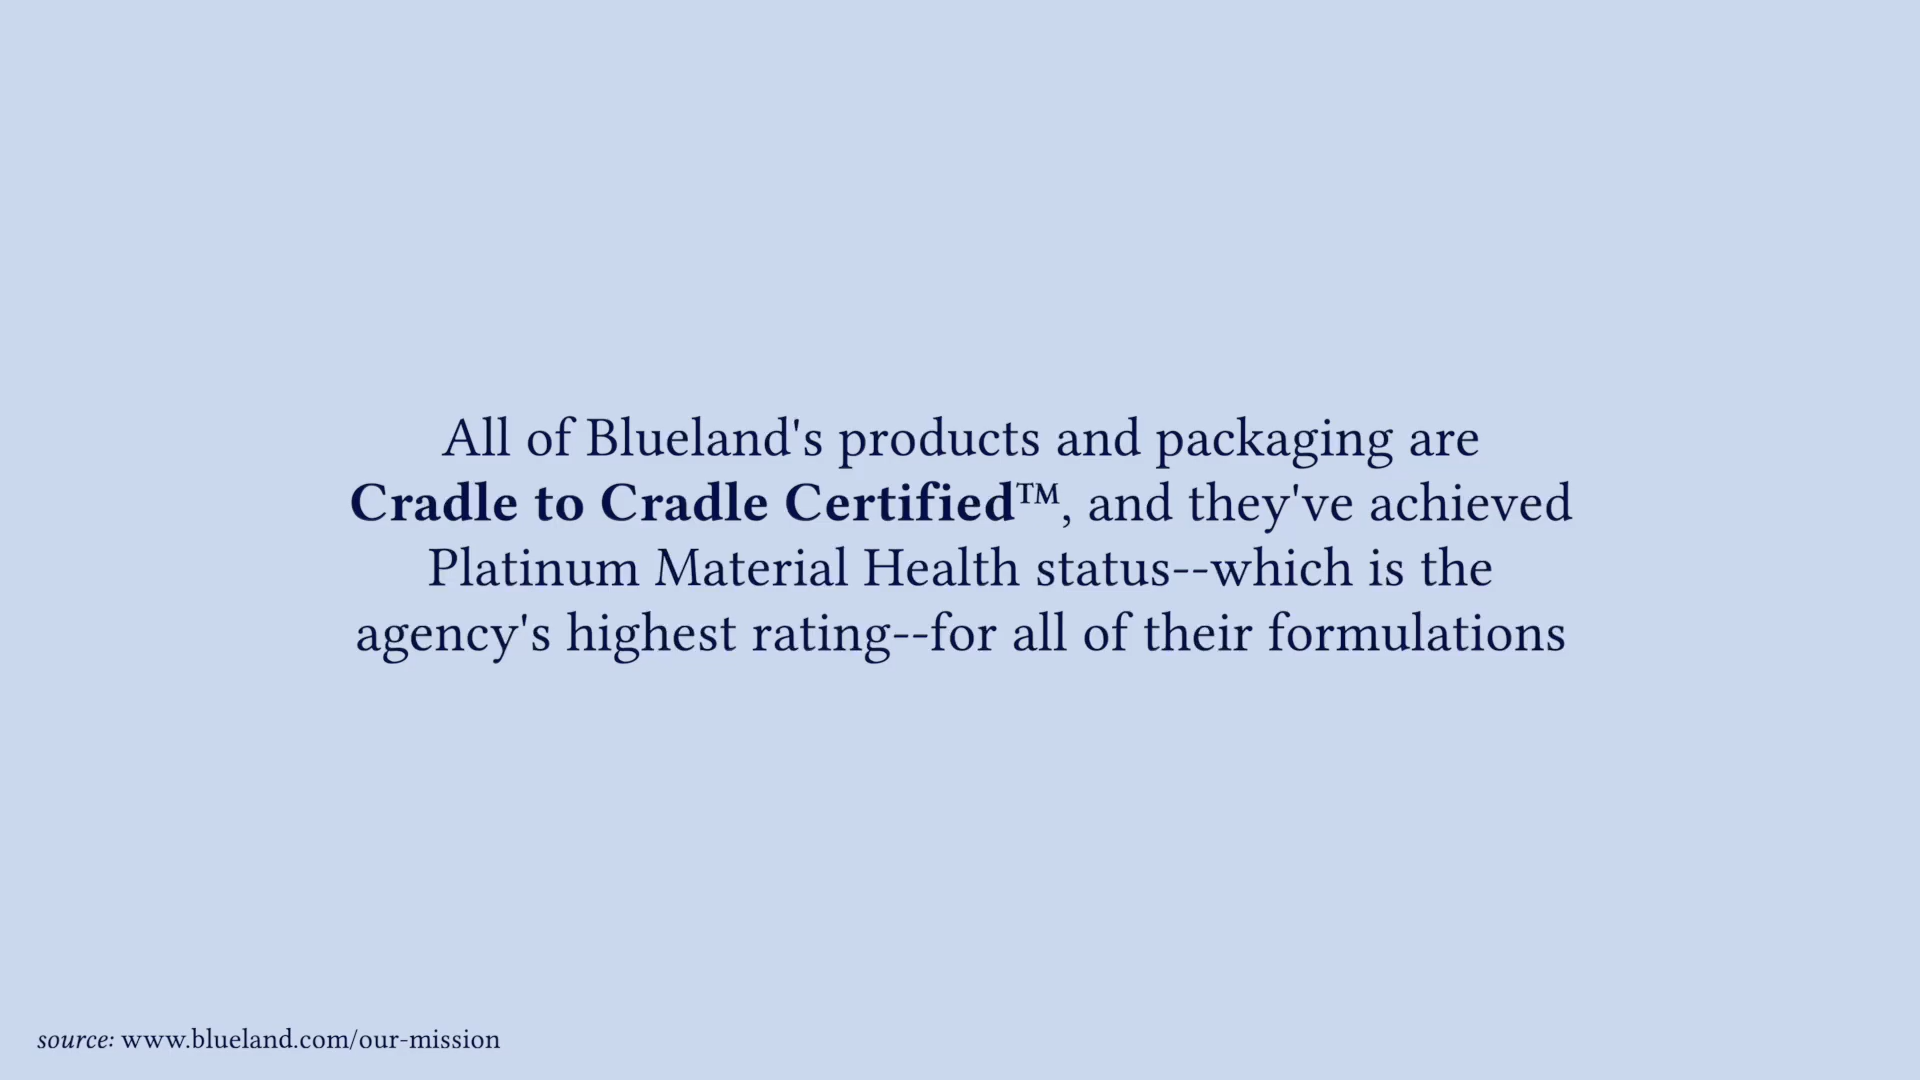 All of Blueland's products and packaging are
Cradle to Cradle Certified™, and they've achieved
Platinum Material Health status--which is the
agency's highest rating--for all of their formulations
source: www.blueland.com/our-mission